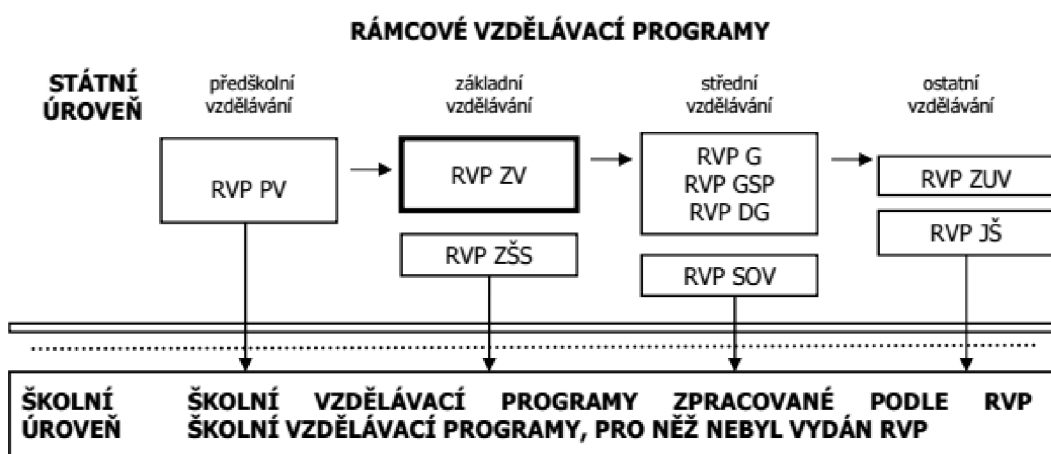 RÁMCOVÉ VZDĚLÁVACÍ PROGRAMY
STÁTNÍ
ÚROVEŇ
předškolní
vzdělávání
základní
vzdělávání
střední
vzdělávání
ostatní
vzdělávání
RVP PV
RVP ZV
RVP G
RVP GSP
RVP DG
RVP ZUV
RVP ZŠS
RVP SOV
RVP JŠ
ŠKOLNÍ
ÚROVEŇ
ŠKOLNÍ VZDĚLÁVACÍ PROGRAMY ZPRACOVANÉ PODLE RVP
ŠKOLNÍ VZDĚLÁVACÍ PROGRAMY, PRO NĚŽ NEBYL VYDÁN RVP